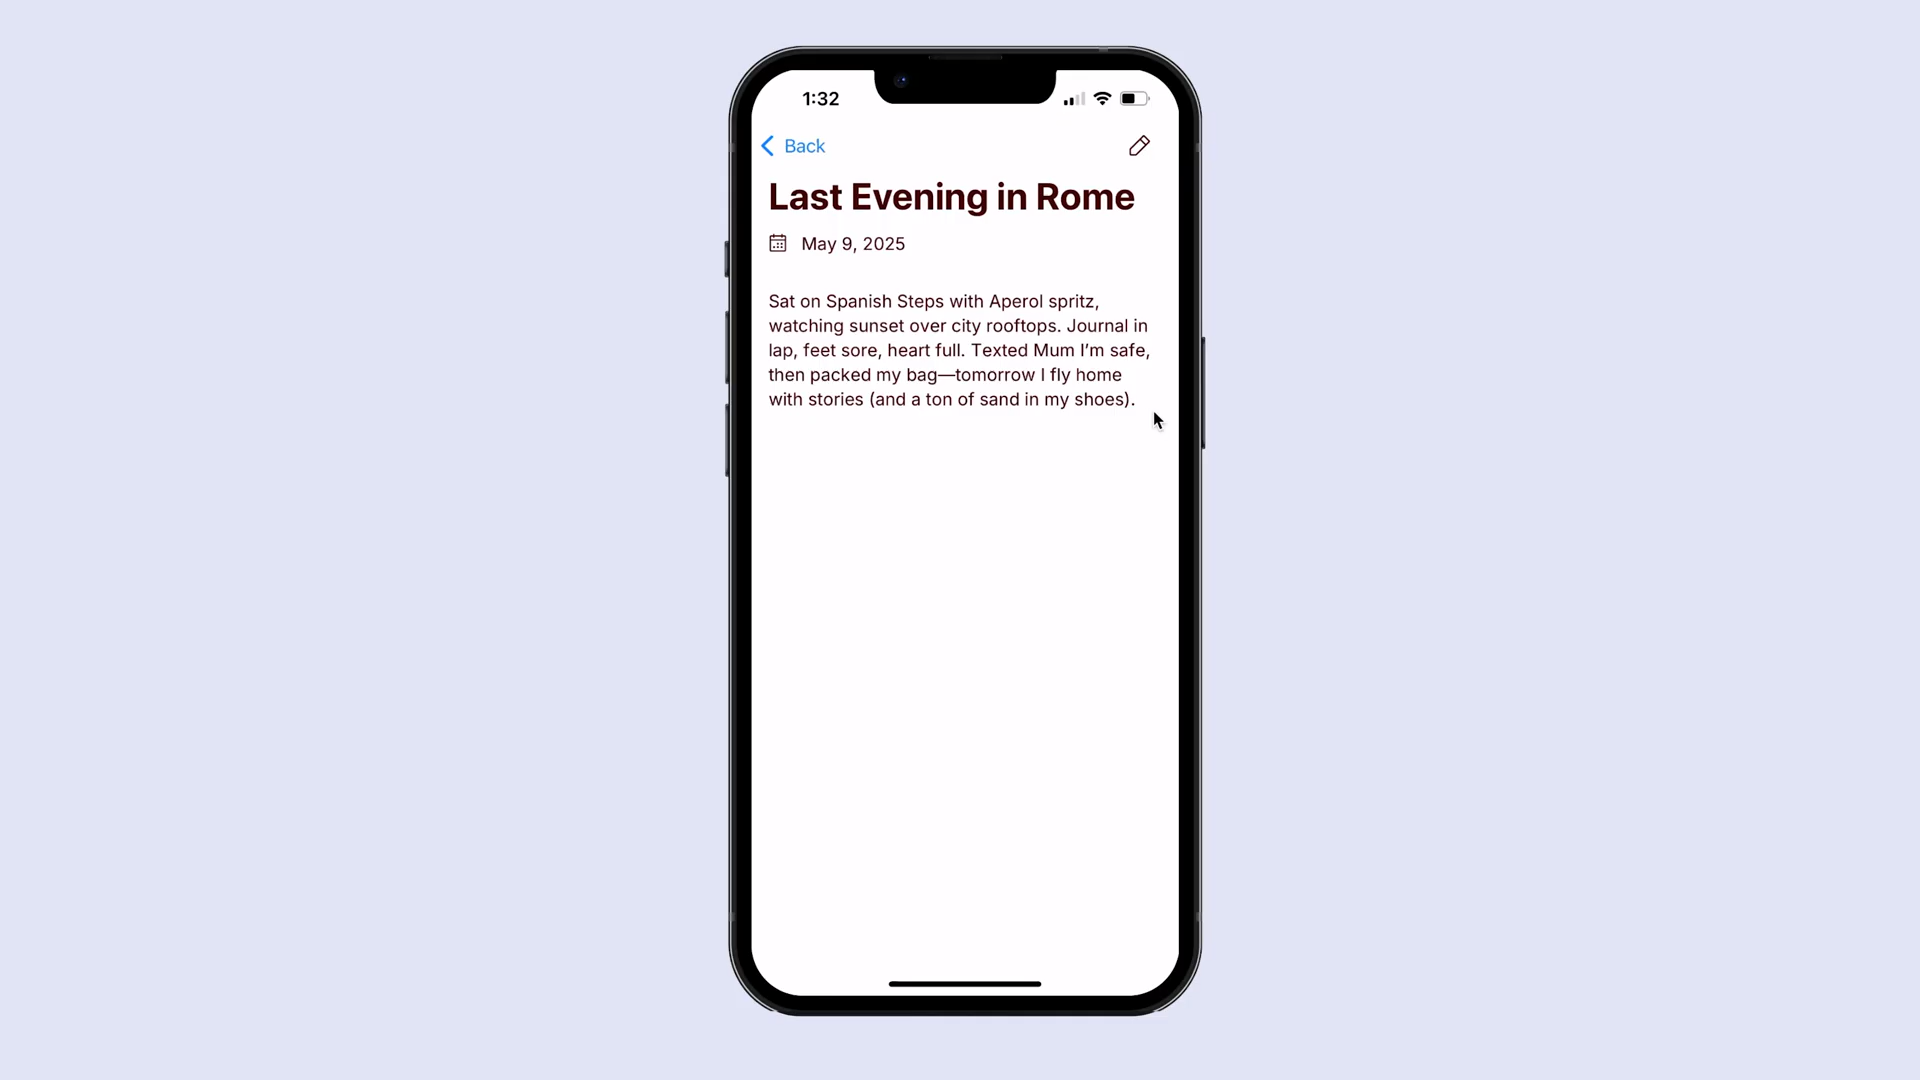 1:32
Back
Last Evening in Rome
May 9, 2025
Sat on Spanish Steps with Aperol spritz,
watching sunset over city rooftops. Journal in
lap, feet sore, heart full. Texted Mum I’m safe,
then packed my bag—tomorrow I fly home
with stories (and a ton of sand in my shoes).